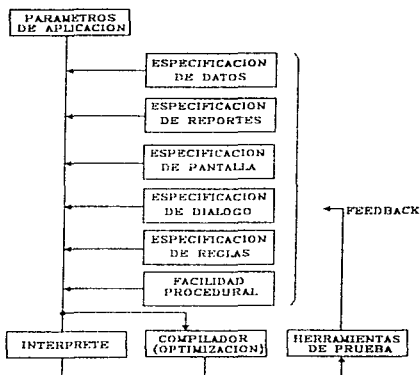 PARAMETROS
DE APLICACION
ESPECIFICACION
DE DATOS
ESPECIFICACION
DE REPORTES
ESPECIFICACION
DE PANTALLA
ESPECIFICACION
DE DIALOGO
FEEDBACK
ESPECIFICACION
DE REGLAS
FACILIDAD
PROCEDURAL
INTERPRETE
COMPILADOR
(OPTIMIZACION)
HERRAMIENTAS
DE PRUEBA